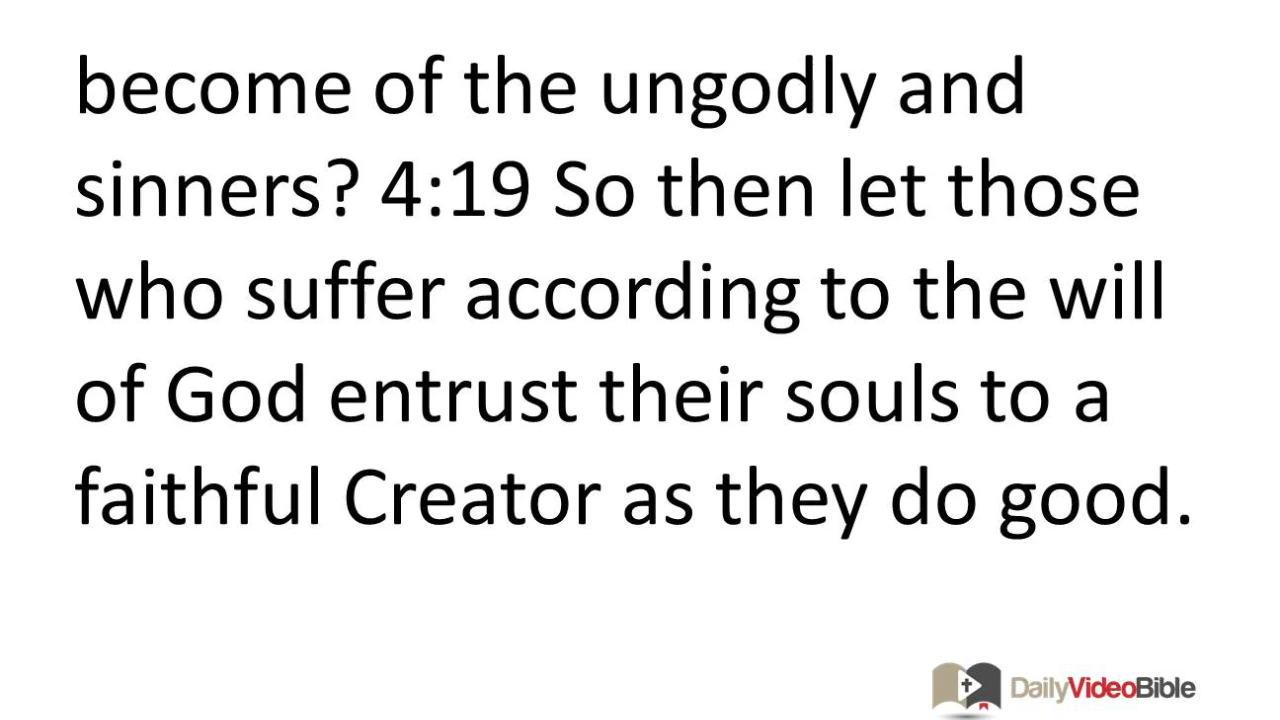 become of the ungodly and
sinners? 4:19 So then let those
who suffer according to the will
of God entrust their souls to a
faithful Creator as they do good.
DailyVideoBible